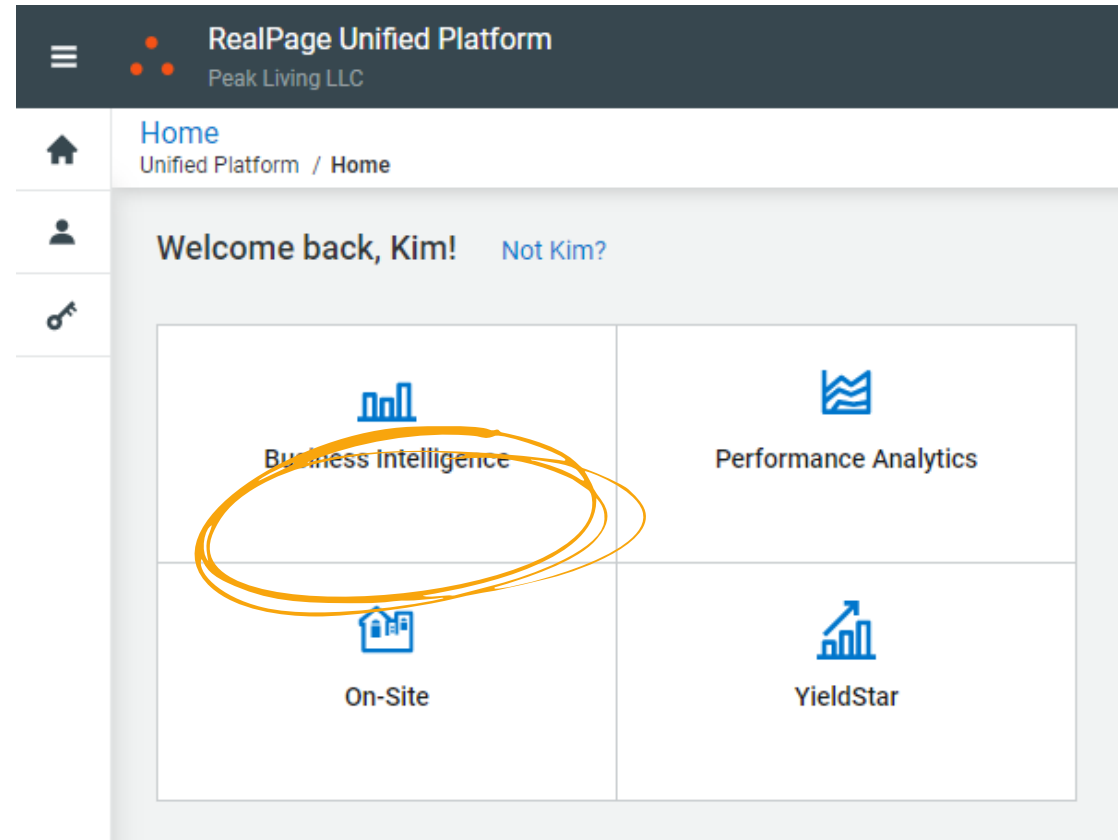 RealPage Unified Platform
Peak Living LLC
Home
Unified Platform / Home
Welcome back, Kim! Not Kim?
Business Intelligence
Performance Analytics
On-Site
YieldStar